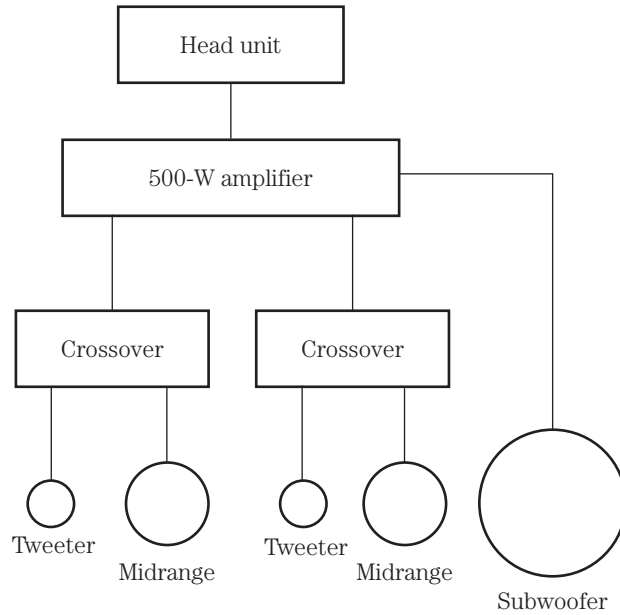 Head unit
500-W amplifier
Crossover
Crossover
Tweeter
Midrange
Tweeter
Midrange
Subwoofer